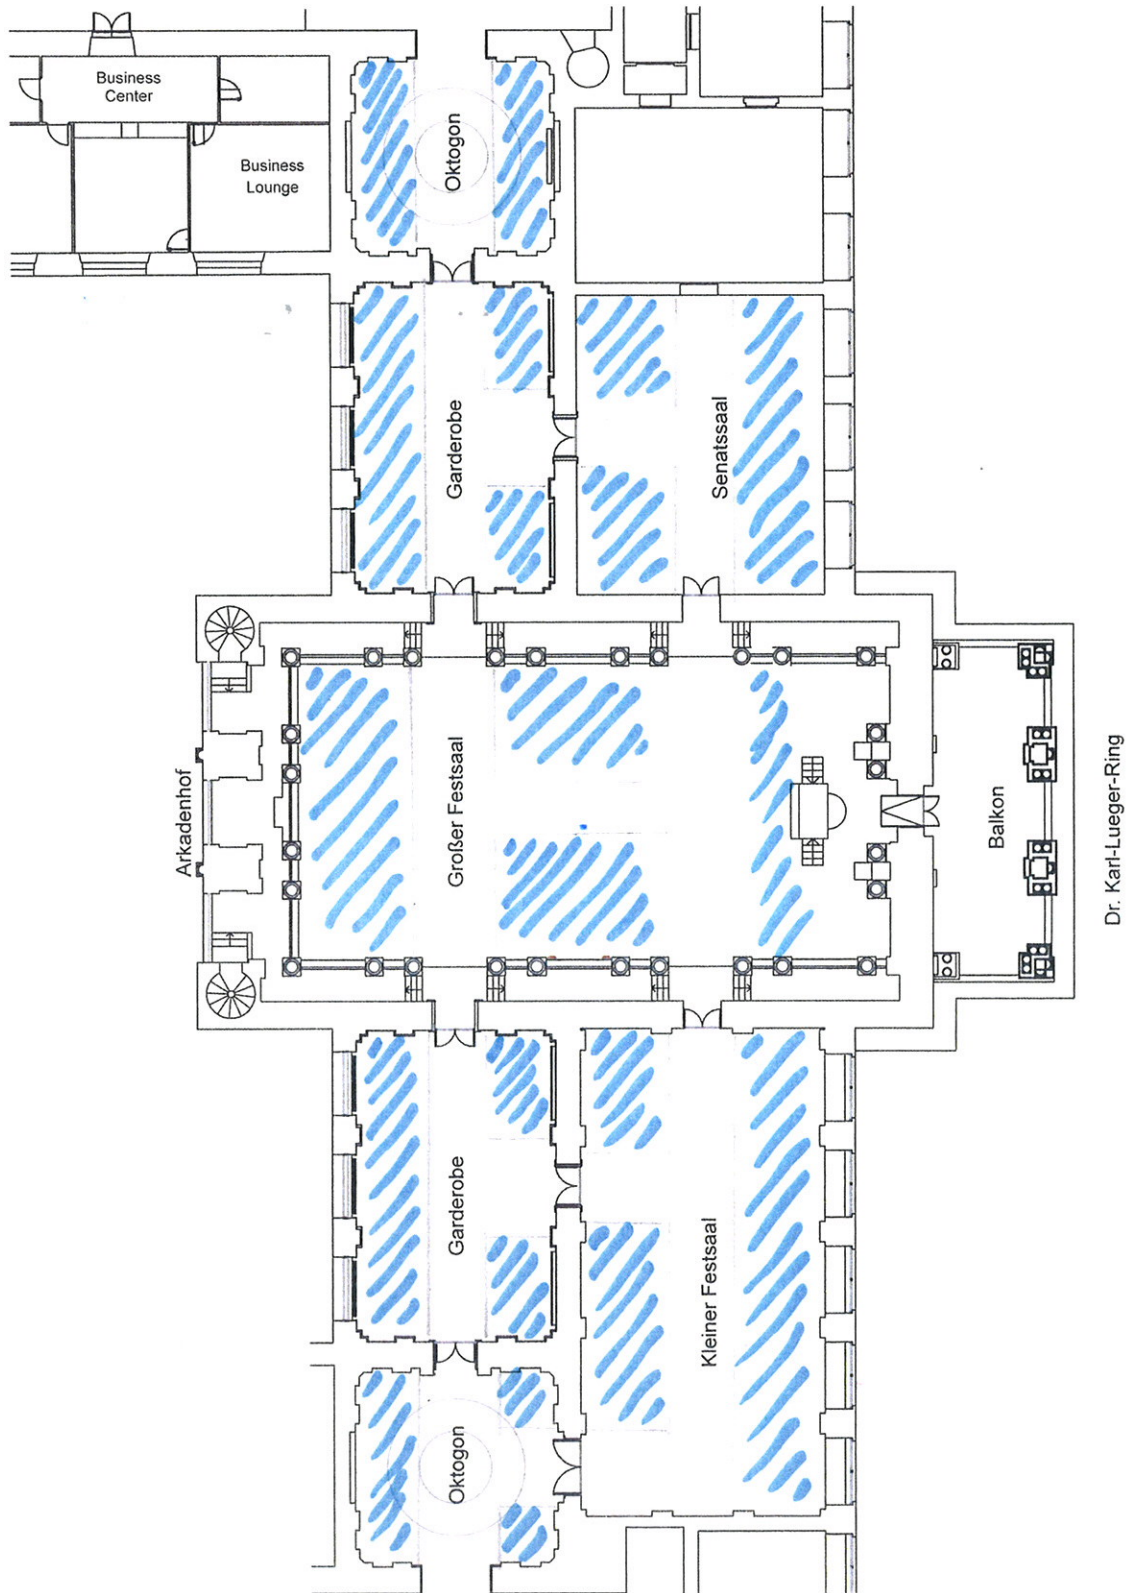 Business
Center
Business
Lounge
Oktogon
Garderobe
Senatssaal
Arkadenhof
Großer Festsaal
Balkon
Dr. Karl-Lueger-Ring
Garderobe
Kleiner Festsaal
Oktogon